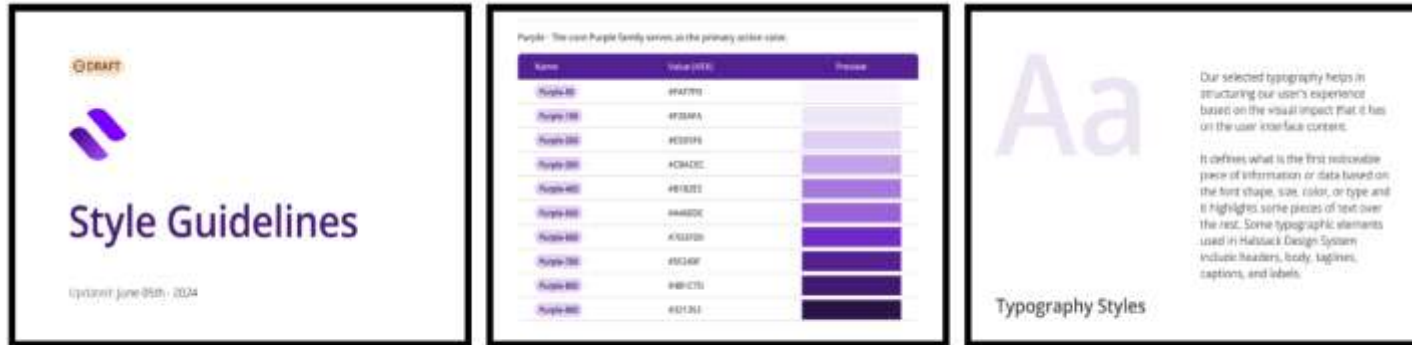 DRAFT
Style Guidelines
Updated: June 05th - 2024
Purple - The core Purple family serves as the primary action color.
Name Value (HEX) Preview
Purple-50
Purple-100
Purple-200
Purple-300
Purple-400
Purple-500
Purple-600
Purple-700
Purple-800
Purple-900
Aa
Our selected typography helps in
structuring our user's experience
based on the visual impact that it has
on the user interface content.
It defines what is the first noticeable
piece of information or data based on
the font shape, size, color, or type and
it highlights some pieces of text over
the rest. Some typographic elements
used in Halstack Design System
include headers, body, taglines,
captions, and labels.
Typography Styles